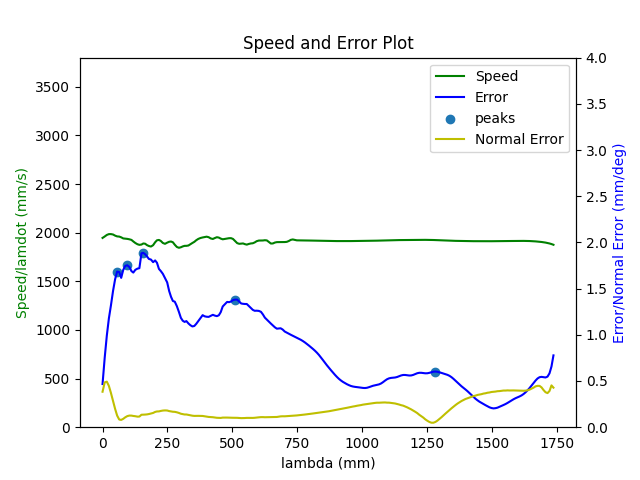 Speed and Error Plot
Speed
Error
peaks
Normal Error
Speed/lamdot (mm/s)
3500
3000
2500
2000
1500
1000
500
0
4.0
3.5
3.0
2.5
2.0
1.5
1.0
0.5
0.0
Error/Normal Error (mm/deg)
0 250 500 750 1000 1250 1500 1750
lambda (mm)